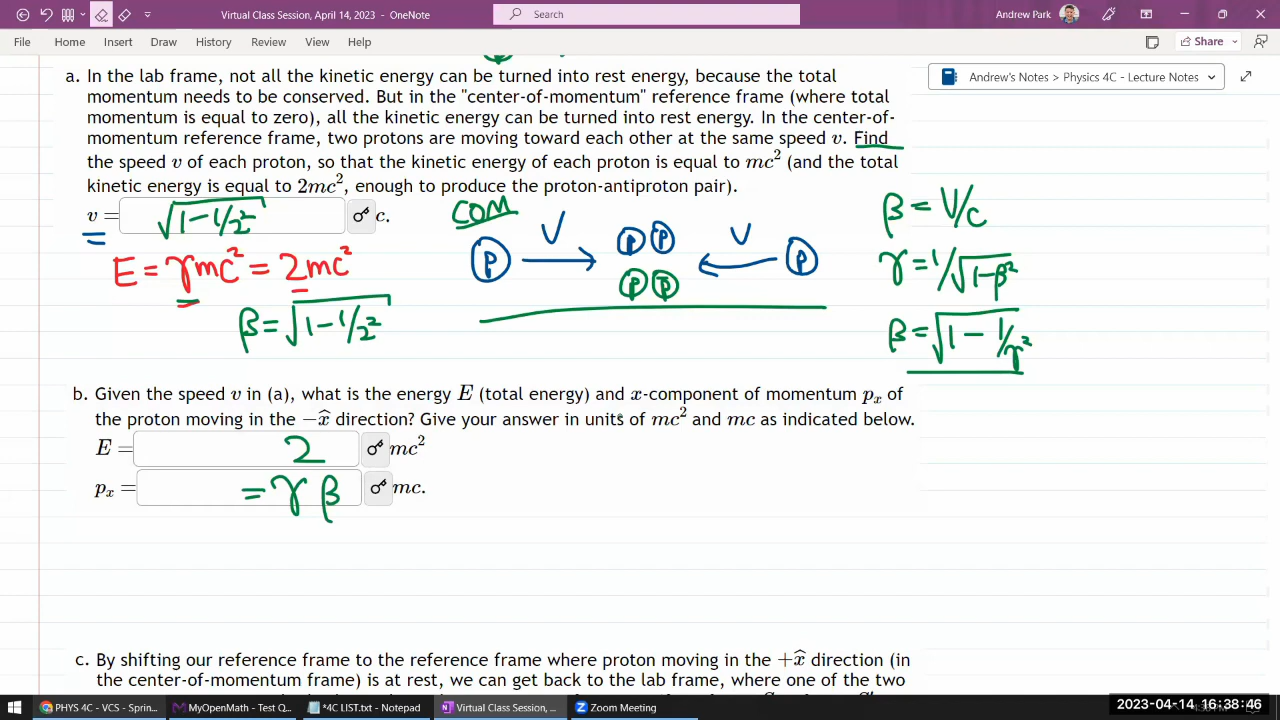 Virtual Class Session, April 14, 2023 - OneNote
Search
Andrew Park
File Home Insert Draw History Review View Help
Share
Andrew's Notes > Physics 4C - Lecture Notes
a. In the lab frame, not all the kinetic energy can be turned into rest energy, because the total
momentum needs to be conserved. But in the "center-of-momentum" reference frame (where total
momentum is equal to zero), all the kinetic energy can be turned into rest energy. In the center-of-
momentum reference frame, two protons are moving toward each other at the same speed v. Find
the speed v of each proton, so that the kinetic energy of each proton is equal to mc² (and the total
kinetic energy is equal to 2mc², enough to produce the proton-antiproton pair).
v = √(1-1/2²) c.
E = γmc² = 2mc²
β = √(1-1/2²)
COM
P V P P V P
P P̅
β = V/c
γ = 1/√(1-β²)
β = √(1 - 1/γ²)
b. Given the speed v in (a), what is the energy E (total energy) and x-component of momentum pₓ of
the proton moving in the −x̂ direction? Give your answer in units of mc² and mc as indicated below.
E = 2 mc²
pₓ = = γ β mc.
c. By shifting our reference frame to the reference frame where proton moving in the +x̂ direction (in
the center-of-momentum frame) is at rest, we can get back to the lab frame, where one of the two
PHYS 4C - VCS - Sprin...
MyOpenMath - Test Q...
*4C LIST.txt - Notepad
Virtual Class Session,...
Zoom Meeting
2023-04-14 16:38:46